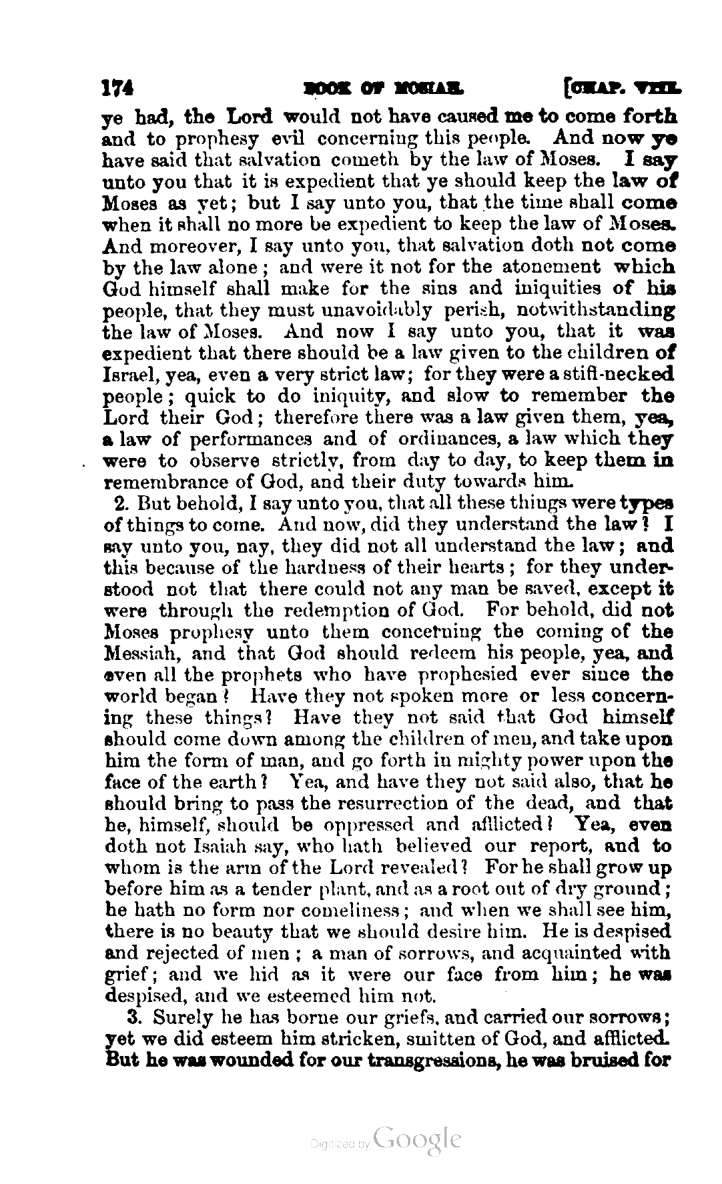 174 BOOK OF MOSIAH. [CHAP. VIII.
ye had, the Lord would not have caused me to come forth
and to prophesy evil concerning this people. And now ye
have said that salvation cometh by the law of Moses. I say
unto you that it is expedient that ye should keep the law of
Moses as yet; but I say unto you, that the time shall come
when it shall no more be expedient to keep the law of Moses.
And moreover, I say unto you, that salvation doth not come
by the law alone; and were it not for the atonement which
God himself shall make for the sins and iniquities of his
people, that they must unavoidably perish, notwithstanding
the law of Moses. And now I say unto you, that it was
expedient that there should be a law given to the children of
Israel, yea, even a very strict law; for they were a stiff-necked
people; quick to do iniquity, and slow to remember the
Lord their God; therefore there was a law given them, yea,
a law of performances and of ordinances, a law which they
were to observe strictly, from day to day, to keep them in
remembrance of God, and their duty towards him.
2. But behold, I say unto you, that all these things were types
of things to come. And now, did they understand the law? I
say unto you, nay, they did not all understand the law; and
this because of the hardness of their hearts; for they under-
stood not that there could not any man be saved, except it
were through the redemption of God. For behold, did not
Moses prophesy unto them concerning the coming of the
Messiah, and that God should redeem his people, yea, and
even all the prophets who have prophesied ever since the
world began? Have they not spoken more or less concern-
ing these things? Have they not said that God himself
should come down among the children of men, and take upon
him the form of man, and go forth in mighty power upon the
face of the earth? Yea, and have they not said also, that he
should bring to pass the resurrection of the dead, and that
he, himself, should be oppressed and afflicted? Yea, even
doth not Isaiah say, who hath believed our report, and to
whom is the arm of the Lord revealed? For he shall grow up
before him as a tender plant, and as a root out of dry ground;
he hath no form nor comeliness; and when we shall see him,
there is no beauty that we should desire him. He is despised
and rejected of men; a man of sorrows, and acquainted with
grief; and we hid as it were our face from him; he was
despised, and we esteemed him not.
3. Surely he has borne our griefs, and carried our sorrows;
yet we did esteem him stricken, smitten of God, and afflicted.
But he was wounded for our transgressions, he was bruised for
Digitized by Google